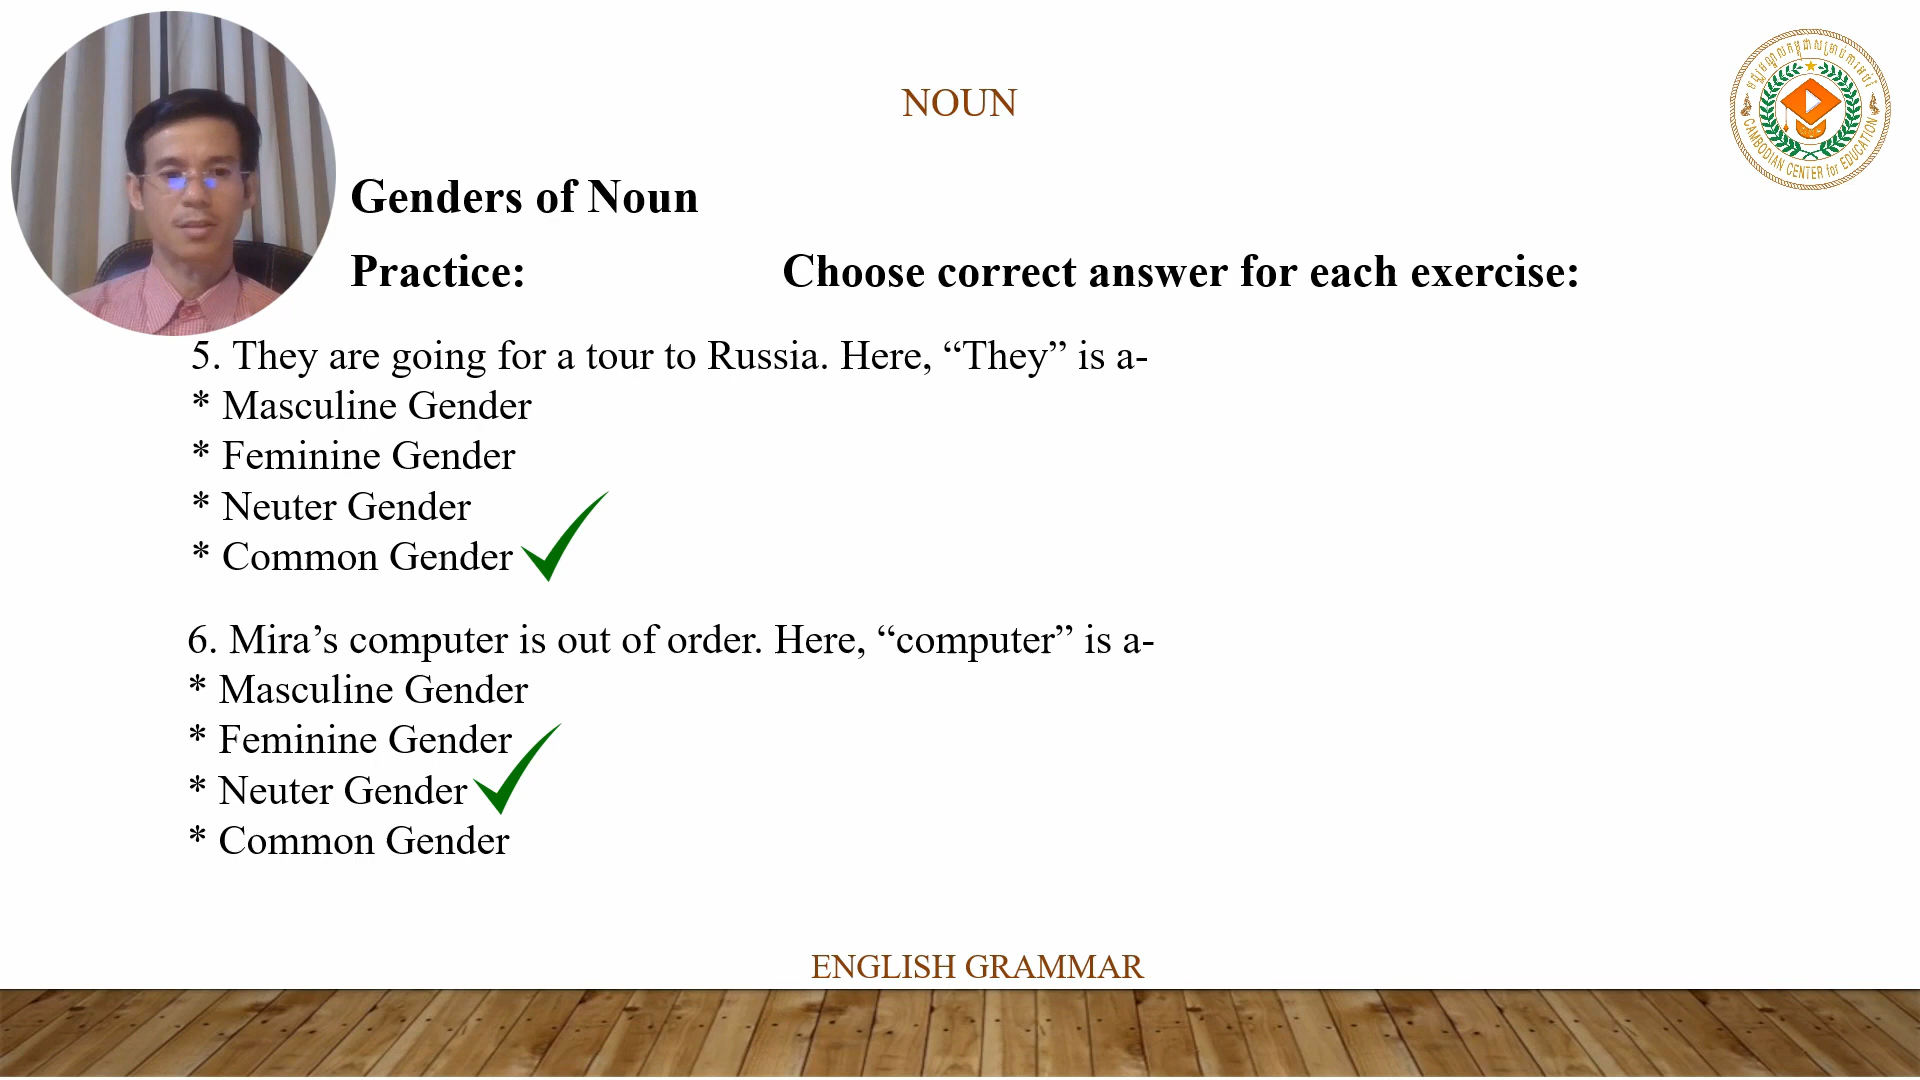 NOUN
CAMBODIAN CENTER for EDUCATION
Genders of Noun
Practice: Choose correct answer for each exercise:
5. They are going for a tour to Russia. Here, “They” is a-
* Masculine Gender
* Feminine Gender
* Neuter Gender
* Common Gender
6. Mira’s computer is out of order. Here, “computer” is a-
* Masculine Gender
* Feminine Gender
* Neuter Gender
* Common Gender
ENGLISH GRAMMAR